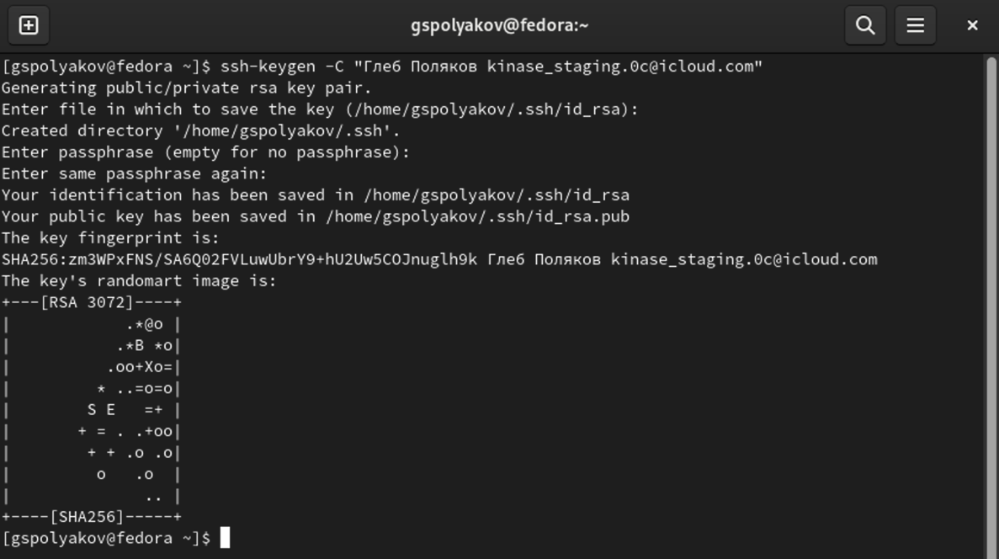 gspolyakov@fedora:~
[gspolyakov@fedora ~]$ ssh-keygen -C "Глеб Поляков kinase_staging.0c@icloud.com"
Generating public/private rsa key pair.
Enter file in which to save the key (/home/gspolyakov/.ssh/id_rsa):
Created directory '/home/gspolyakov/.ssh'.
Enter passphrase (empty for no passphrase):
Enter same passphrase again:
Your identification has been saved in /home/gspolyakov/.ssh/id_rsa
Your public key has been saved in /home/gspolyakov/.ssh/id_rsa.pub
The key fingerprint is:
SHA256:zm3WPxFNS/SA6Q02FVLuwUbrY9+hU2Uw5COJnuglh9k Глеб Поляков kinase_staging.0c@icloud.com
The key's randomart image is:
+---[RSA 3072]----+
|            .*@o |
|           .*B *o|
|          .oo+Xo=|
|         * ..=o=o|
|        S E   =+ |
|       + = . .+oo|
|        + + .o .o|
|         o   .o  |
|              .. |
+----[SHA256]-----+
[gspolyakov@fedora ~]$